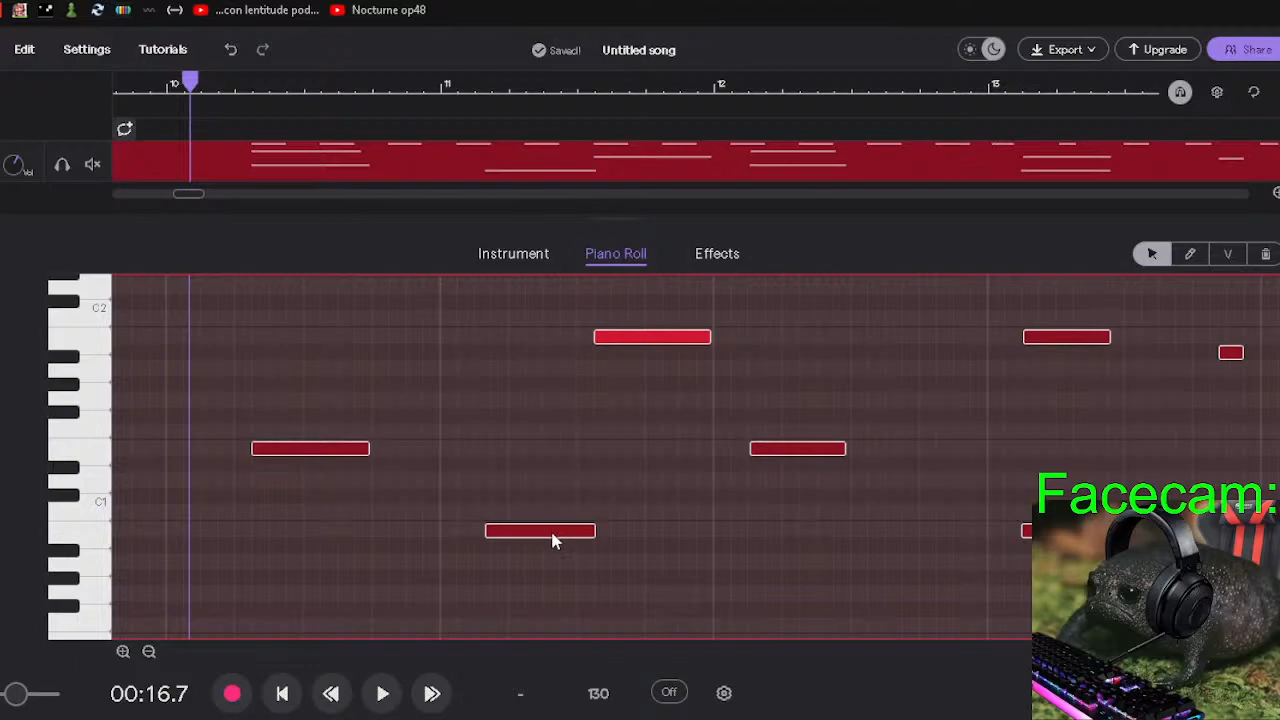 ...con lentitude pod...
Nocturne op48
Edit
Settings
Tutorials
Saved!
Untitled song
Export
Upgrade
Share
10
11
12
13
Vol
Instrument
Piano Roll
Effects
V
C2
C1
Facecam:
00:16.7
-
130
Off